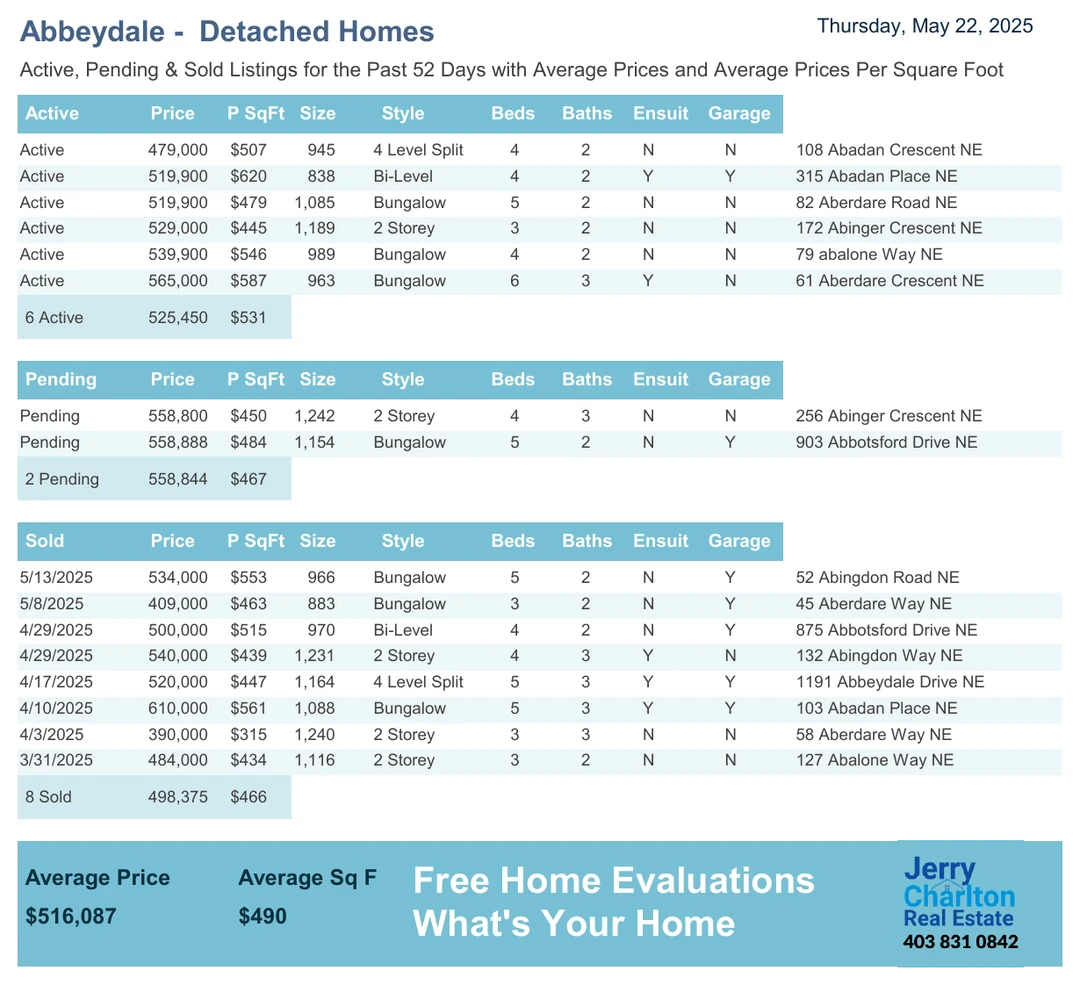 Abbeydale - Detached Homes
Thursday, May 22, 2025
Active, Pending & Sold Listings for the Past 52 Days with Average Prices and Average Prices Per Square Foot
Active Price P SqFt Size Style Beds Baths Ensuit Garage
Active 479,000 $507 945 4 Level Split 4 2 N N 108 Abadan Crescent NE
Active 519,900 $620 838 Bi-Level 4 2 Y Y 315 Abadan Place NE
Active 519,900 $479 1,085 Bungalow 5 2 N N 82 Aberdare Road NE
Active 529,000 $445 1,189 2 Storey 3 2 N N 172 Abinger Crescent NE
Active 539,900 $546 989 Bungalow 4 2 N N 79 abalone Way NE
Active 565,000 $587 963 Bungalow 6 3 Y N 61 Aberdare Crescent NE
6 Active 525,450 $531
Pending Price P SqFt Size Style Beds Baths Ensuit Garage
Pending 558,800 $450 1,242 2 Storey 4 3 N N 256 Abinger Crescent NE
Pending 558,888 $484 1,154 Bungalow 5 2 N Y 903 Abbotsford Drive NE
2 Pending 558,844 $467
Sold Price P SqFt Size Style Beds Baths Ensuit Garage
5/13/2025 534,000 $553 966 Bungalow 5 2 N Y 52 Abingdon Road NE
5/8/2025 409,000 $463 883 Bungalow 3 2 N Y 45 Aberdare Way NE
4/29/2025 500,000 $515 970 Bi-Level 4 2 N Y 875 Abbotsford Drive NE
4/29/2025 540,000 $439 1,231 2 Storey 4 3 Y N 132 Abingdon Way NE
4/17/2025 520,000 $447 1,164 4 Level Split 5 3 Y Y 1191 Abbeydale Drive NE
4/10/2025 610,000 $561 1,088 Bungalow 5 3 Y Y 103 Abadan Place NE
4/3/2025 390,000 $315 1,240 2 Storey 3 3 N N 58 Aberdare Way NE
3/31/2025 484,000 $434 1,116 2 Storey 3 2 N N 127 Abalone Way NE
8 Sold 498,375 $466
Average Price Average Sq F
$516,087 $490
Free Home Evaluations
What's Your Home
Jerry
Charlton
Real Estate
403 831 0842